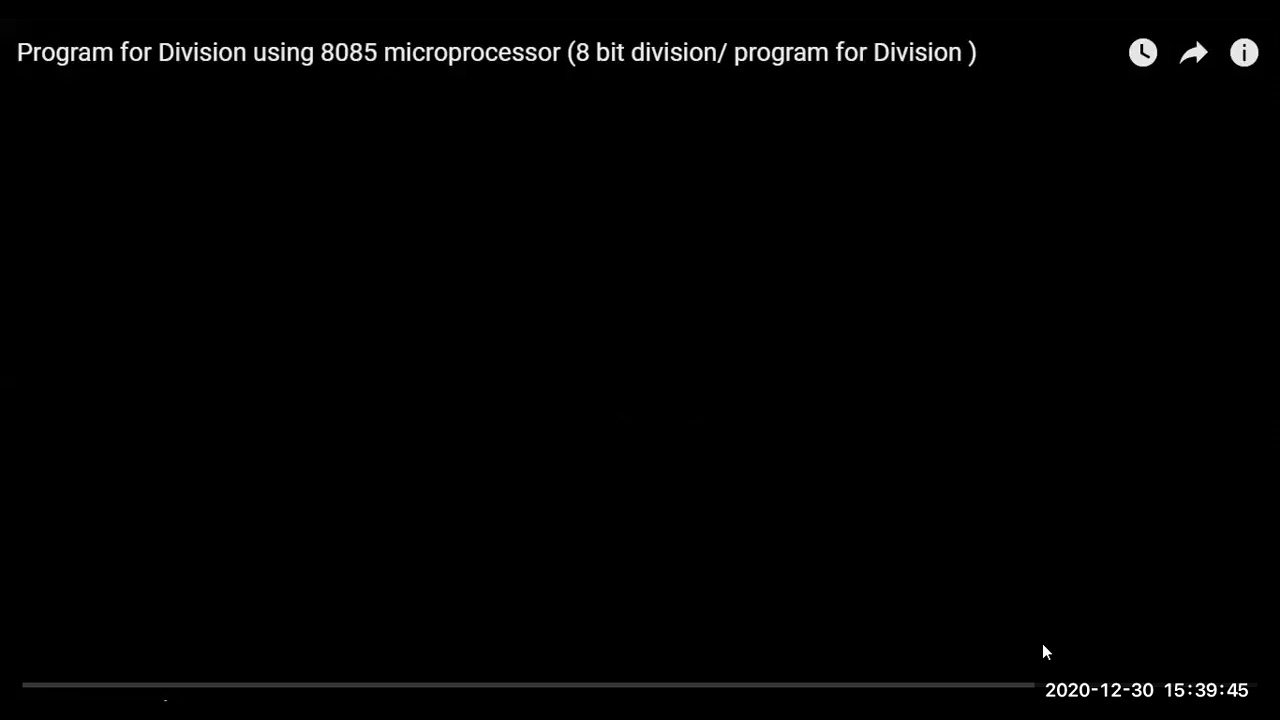 Program for Division using 8085 microprocessor (8 bit division/ program for Division )
2020-12-30 15:39:45